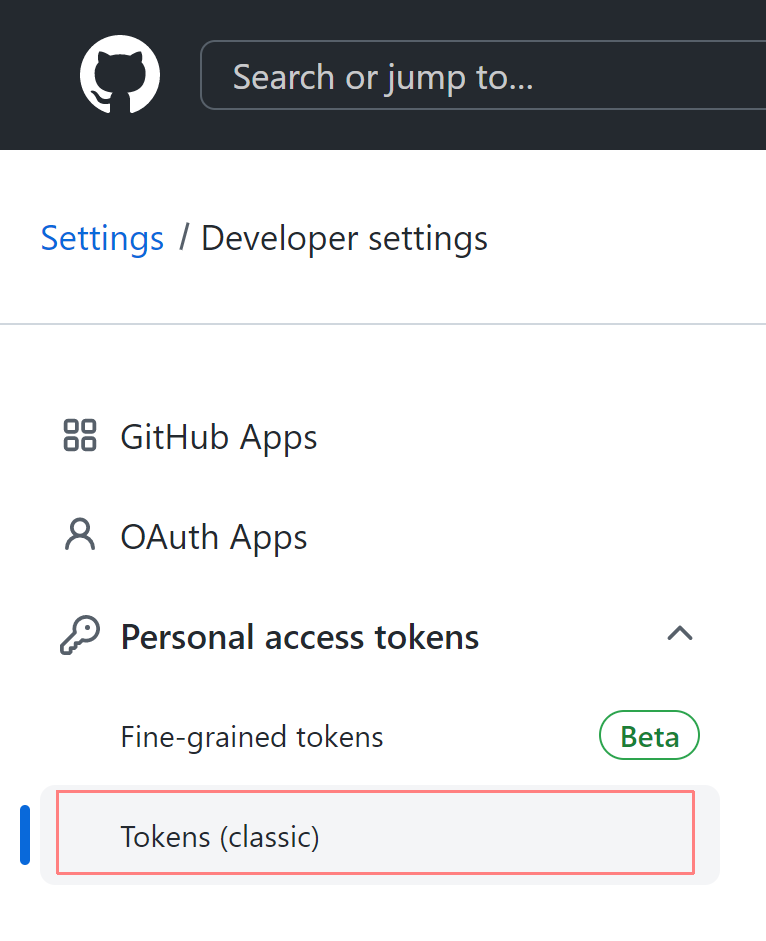 Search or jump to...
Settings / Developer settings
GitHub Apps
OAuth Apps
Personal access tokens
Fine-grained tokens Beta
Tokens (classic)